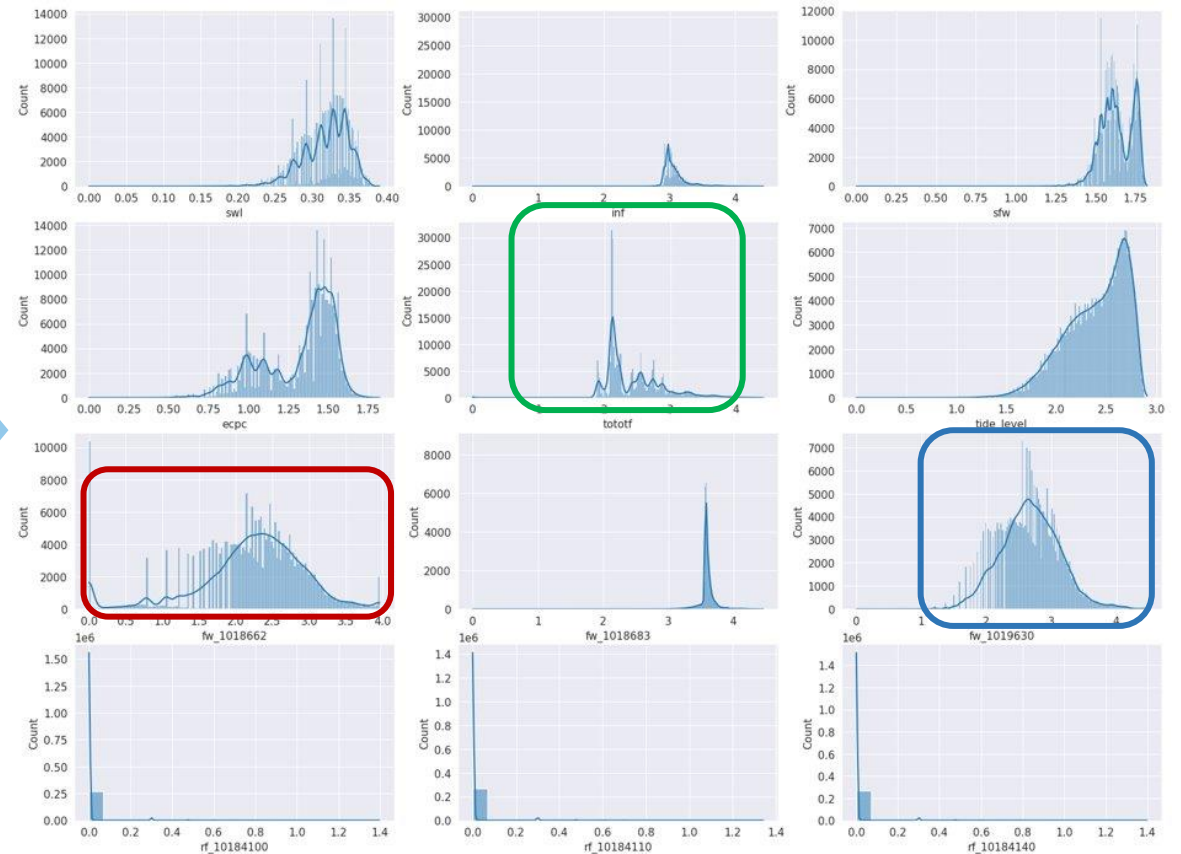 14000
12000
10000
8000
6000
4000
2000
0
Count
0.00 0.05 0.10 0.15 0.20 0.25 0.30 0.35 0.40
swl
30000
25000
20000
15000
10000
5000
0
Count
0 1 2 3 4
inf
12000
10000
8000
6000
4000
2000
0
Count
0.00 0.25 0.50 0.75 1.00 1.25 1.50 1.75
sfw
14000
12000
10000
8000
6000
4000
2000
0
Count
0.00 0.25 0.50 0.75 1.00 1.25 1.50 1.75
ecpc
30000
25000
20000
15000
10000
5000
0
Count
0 1 2 3 4
tototf
7000
6000
5000
4000
3000
2000
1000
0
Count
0.0 0.5 1.0 1.5 2.0 2.5 3.0
tide_level
10000
8000
6000
4000
2000
0
Count
0.0 0.5 1.0 1.5 2.0 2.5 3.0 3.5 4.0
fw_1018662
8000
6000
4000
2000
0
Count
0 1 2 3 4
fw_1018683
7000
6000
5000
4000
3000
2000
1000
0
Count
0 1 2 3 4
fw_1019630
1e6
1.50
1.25
1.00
0.75
0.50
0.25
0.00
Count
0.0 0.2 0.4 0.6 0.8 1.0 1.2 1.4
rf_10184100
1e6
1.4
1.2
1.0
0.8
0.6
0.4
0.2
0.0
Count
0.0 0.2 0.4 0.6 0.8 1.0 1.2 1.4
rf_10184110
1e6
1.4
1.2
1.0
0.8
0.6
0.4
0.2
0.0
Count
0.0 0.2 0.4 0.6 0.8 1.0 1.2 1.4
rf_10184140